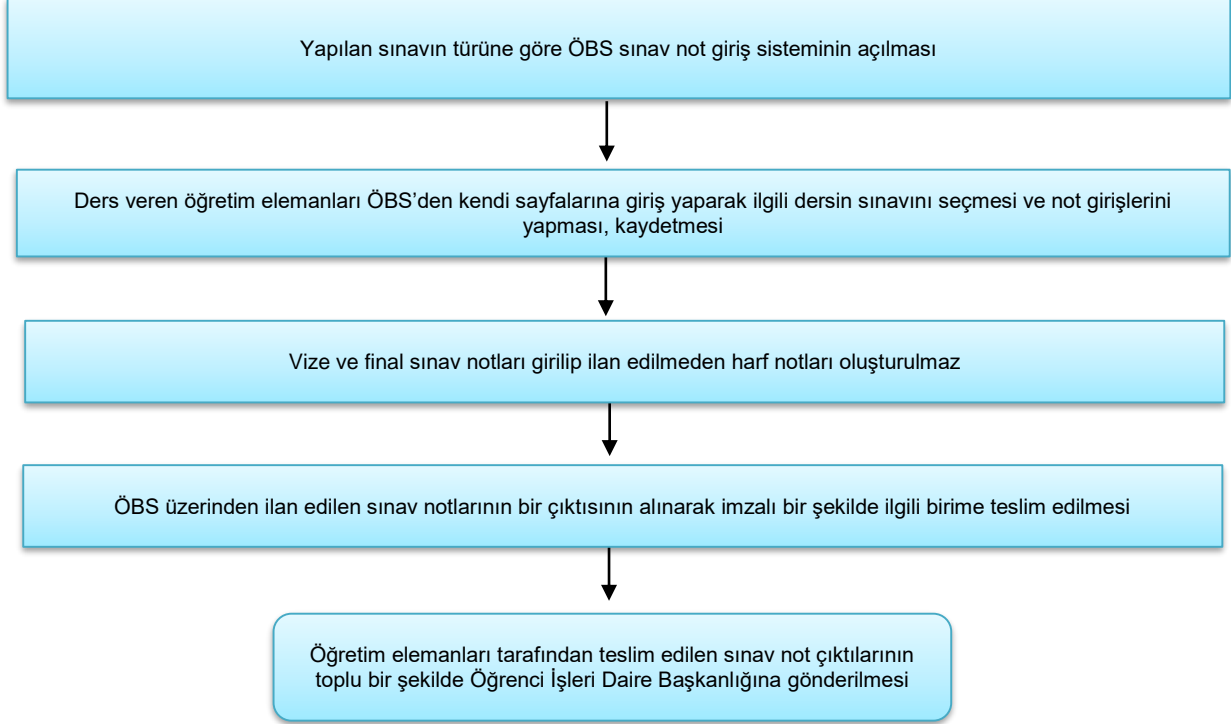 Yapılan sınavın türüne göre ÖBS sınav not giriş sisteminin açılması
Ders veren öğretim elemanları ÖBS’den kendi sayfalarına giriş yaparak ilgili dersin sınavını seçmesi ve not girişlerini
yapması, kaydetmesi
Vize ve final sınav notları girilip ilan edilmeden harf notları oluşturulmaz
ÖBS üzerinden ilan edilen sınav notlarının bir çıktısının alınarak imzalı bir şekilde ilgili birime teslim edilmesi
Öğretim elemanları tarafından teslim edilen sınav not çıktılarının
toplu bir şekilde Öğrenci İşleri Daire Başkanlığına gönderilmesi